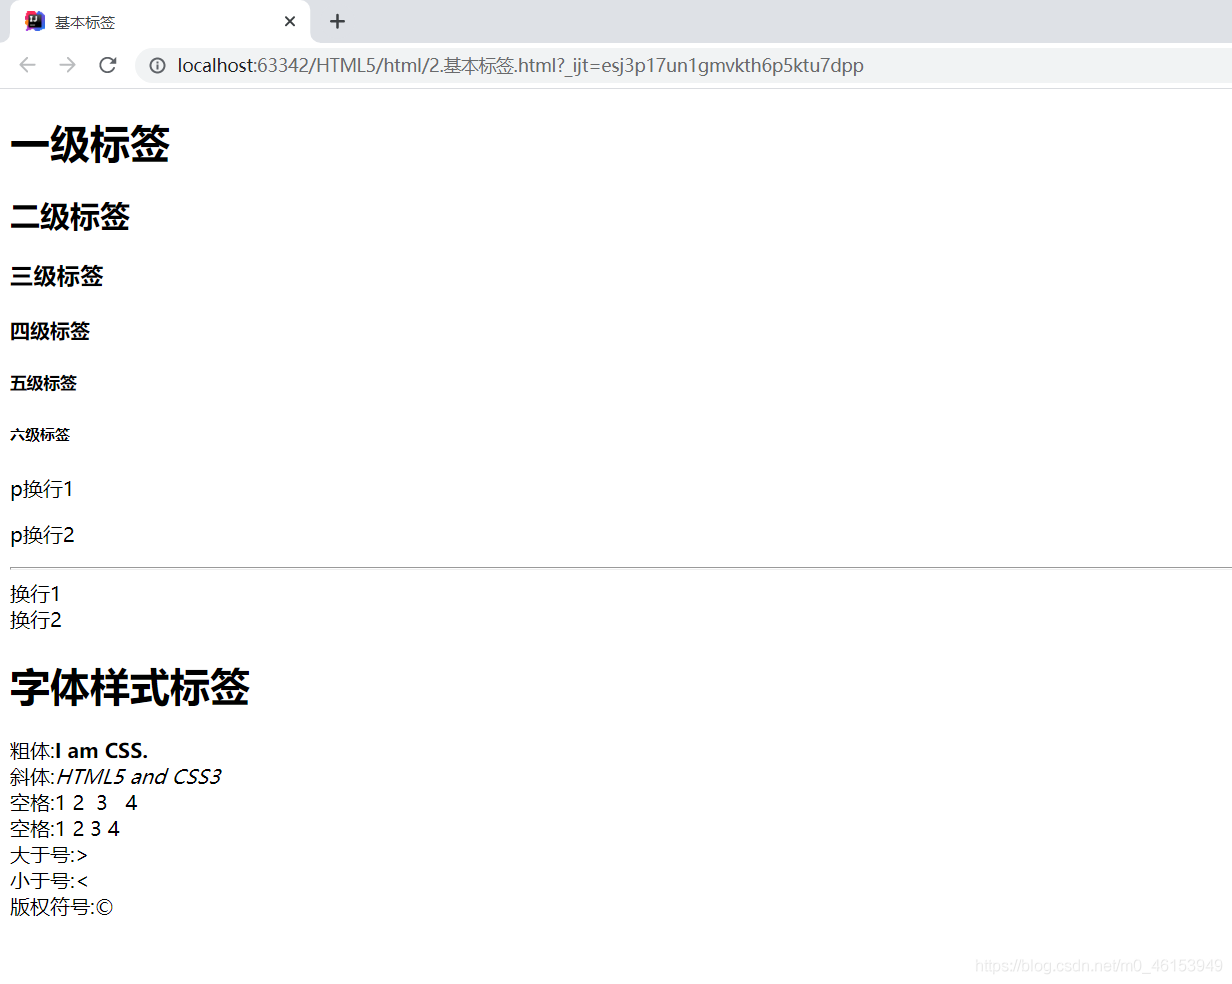 基本标签
localhost:63342/HTML5/html/2.基本标签.html?_ijt=esj3p17un1gmvkth6p5ktu7dpp
一级标签
二级标签
三级标签
四级标签
五级标签
六级标签
p换行1
p换行2
换行1
换行2
字体样式标签
粗体:I am CSS.
斜体:HTML5 and CSS3
空格:1 2  3   4
空格:1 2 3 4
大于号:>
小于号:<
版权符号:©
https://blog.csdn.net/m0_46153949